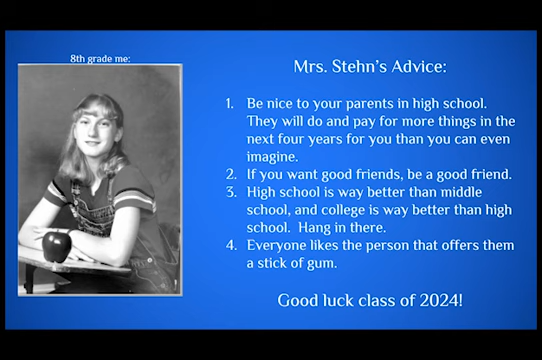 8th grade me:
Mrs. Stehn's Advice:
1. Be nice to your parents in high school.
They will do and pay for more things in the
next four years for you than you can even
imagine.
2. If you want good friends, be a good friend.
3. High school is way better than middle
school, and college is way better than high
school. Hang in there.
4. Everyone likes the person that offers them
a stick of gum.
Good luck class of 2024!